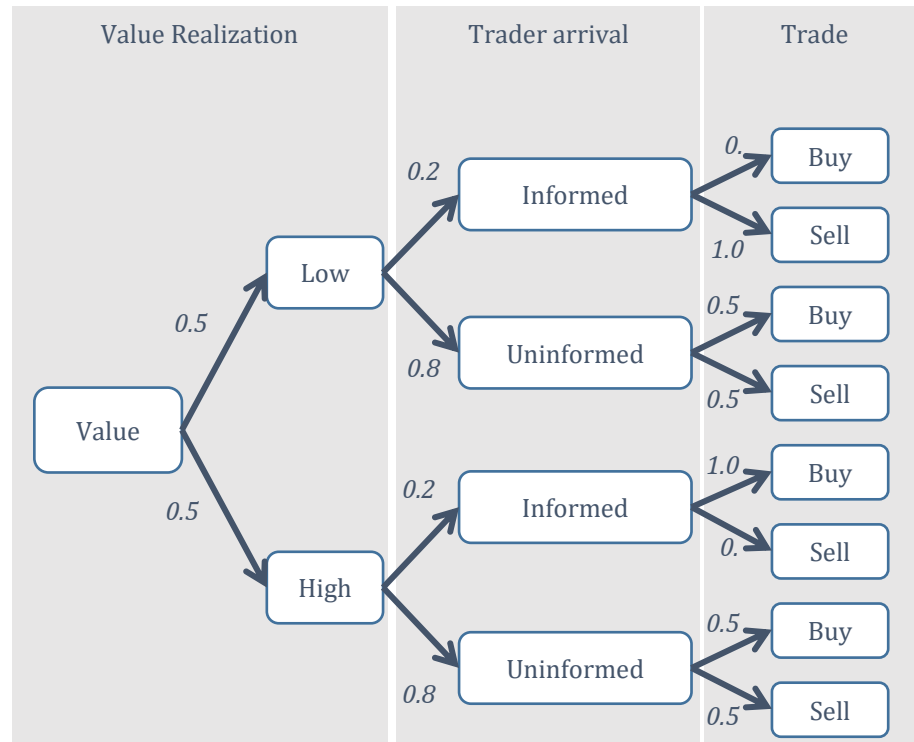 Value Realization
Trader arrival
Trade
0.
Buy
0.2
Informed
1.0
Sell
Low
0.5
0.5
Buy
0.8
Uninformed
0.5
Sell
Value
0.5
0.2
Informed
1.0
Buy
0.
Sell
High
0.8
Uninformed
0.5
Buy
0.5
Sell